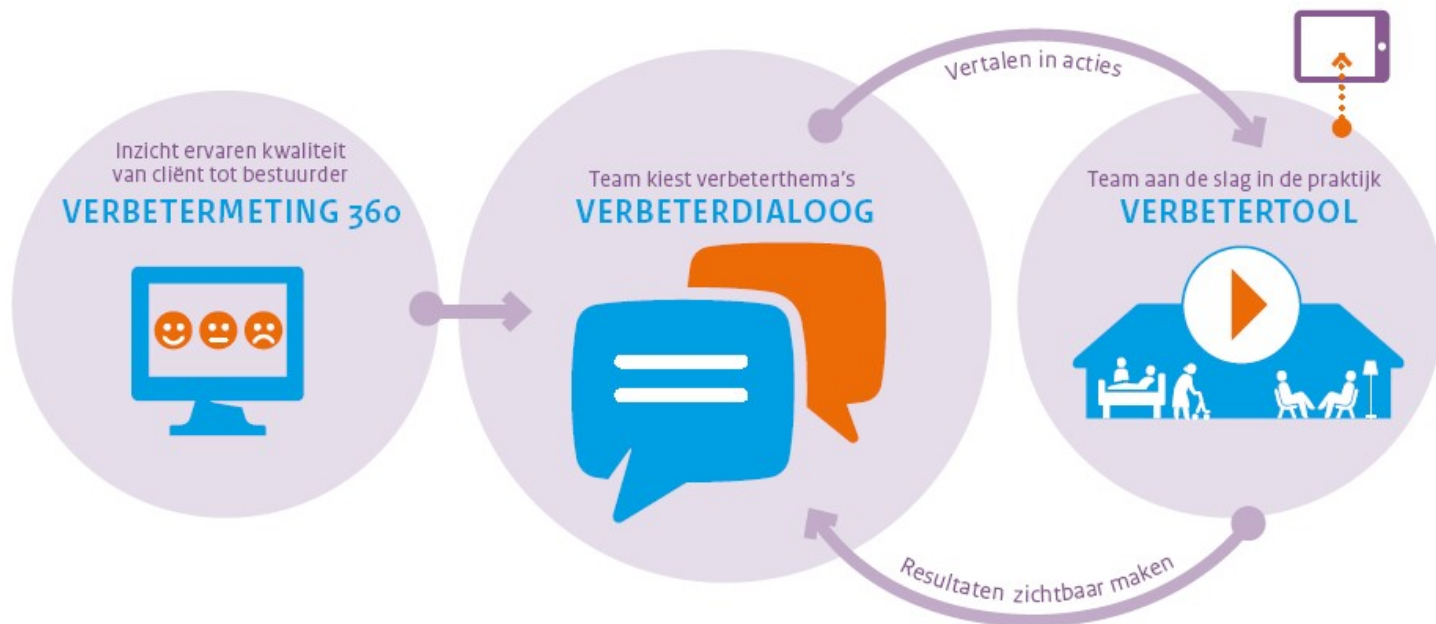 Inzicht ervaren kwaliteit
van cliënt tot bestuurder
VERBETERMETING 360
Team kiest verbeterthema's
VERBETERDIALOOG
Vertalen in acties
Team aan de slag in de praktijk
VERBETERTOOL
Resultaten zichtbaar maken